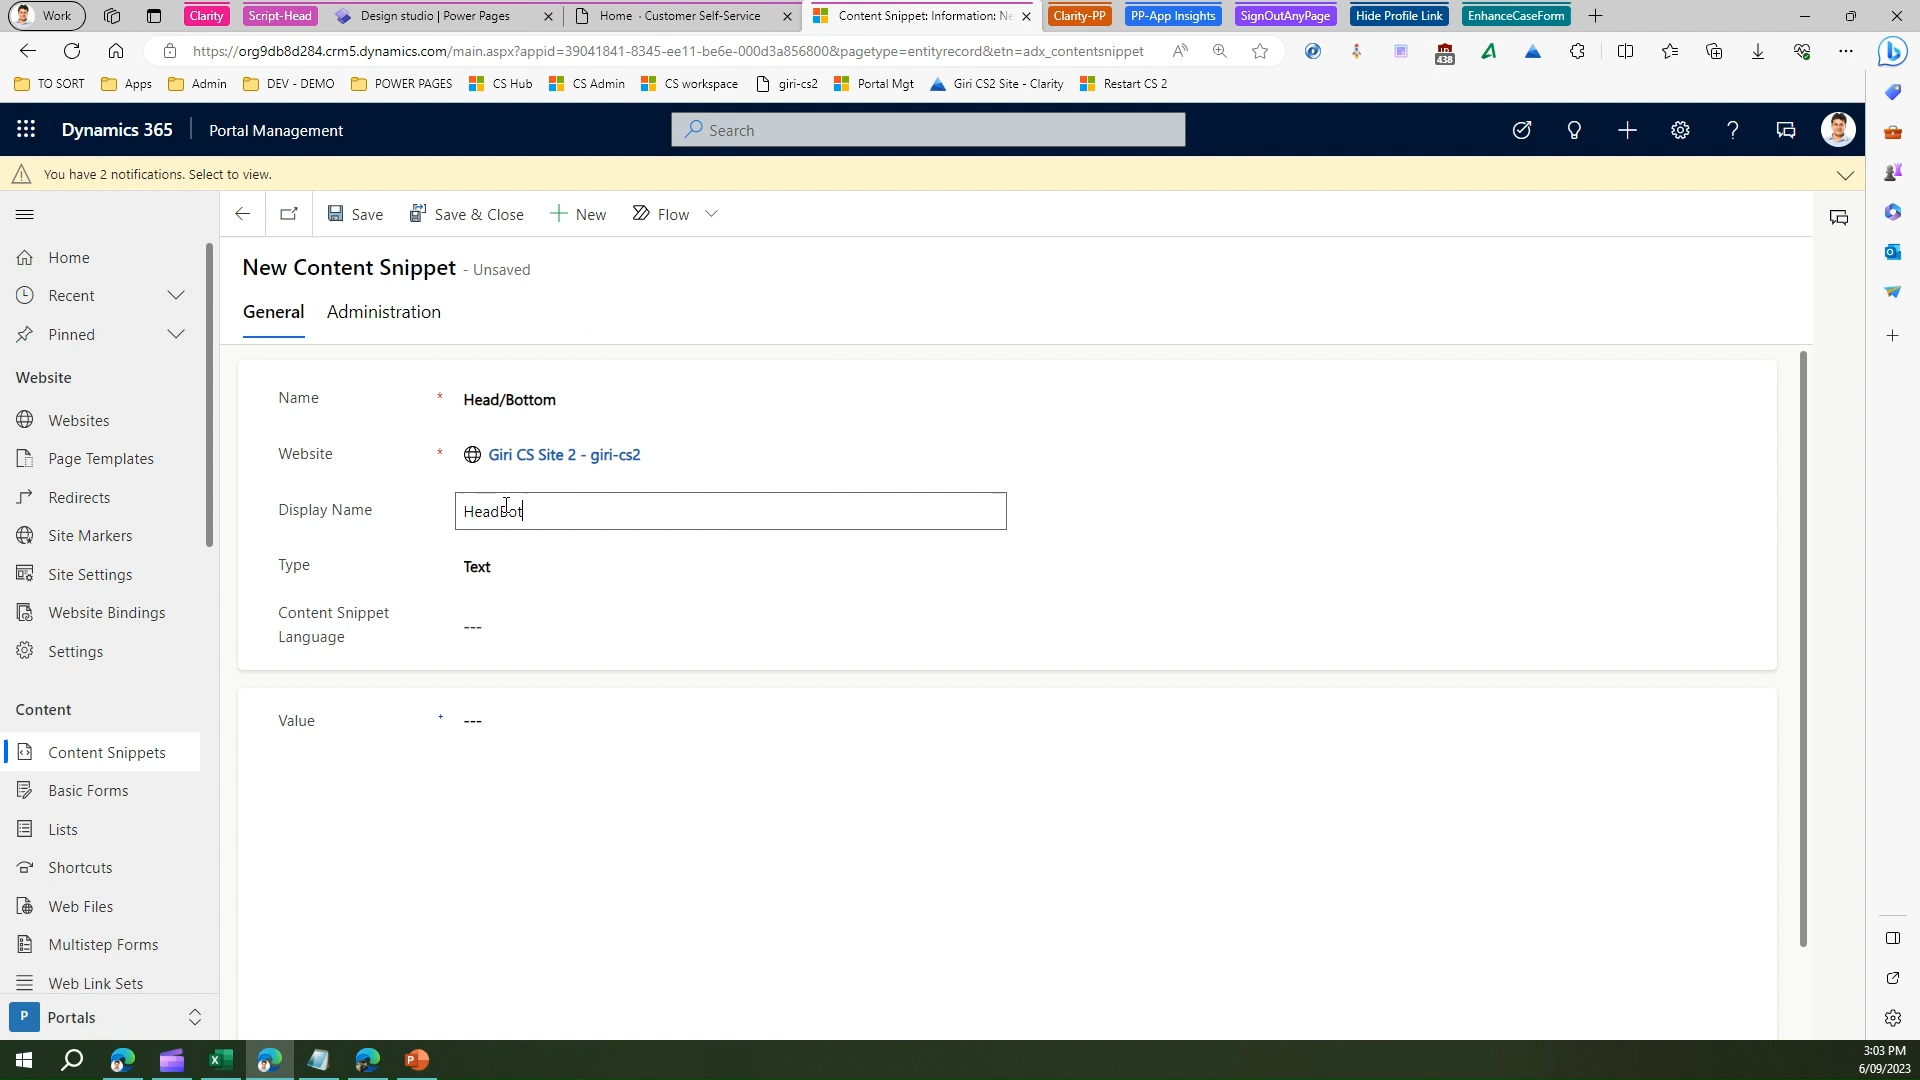 Work
Clarity
Script-Head
Design studio | Power Pages
Home · Customer Self-Service
Content Snippet: Information: Ne
Clarity-PP
PP-App Insights
SignOutAnyPage
Hide Profile Link
EnhanceCaseForm
https://org9db8d284.crm5.dynamics.com/main.aspx?appid=39041841-8345-ee11-be6e-000d3a856800&pagetype=entityrecord&etn=adx_contentsnippet
438
TO SORT
Apps
Admin
DEV - DEMO
POWER PAGES
CS Hub
CS Admin
CS workspace
giri-cs2
Portal Mgt
Giri CS2 Site - Clarity
Restart CS 2
Dynamics 365
Portal Management
Search
You have 2 notifications. Select to view.
Save
Save & Close
New
Flow
Home
Recent
Pinned
Website
Websites
Page Templates
Redirects
Site Markers
Site Settings
Website Bindings
Settings
Content
Content Snippets
Basic Forms
Lists
Shortcuts
Web Files
Multistep Forms
Web Link Sets
P
Portals
New Content Snippet - Unsaved
General
Administration
Name * Head/Bottom
Website * Giri CS Site 2 - giri-cs2
Display Name HeadBot
Type Text
Content Snippet
Language
---
Value + ---
3:03 PM
6/09/2023